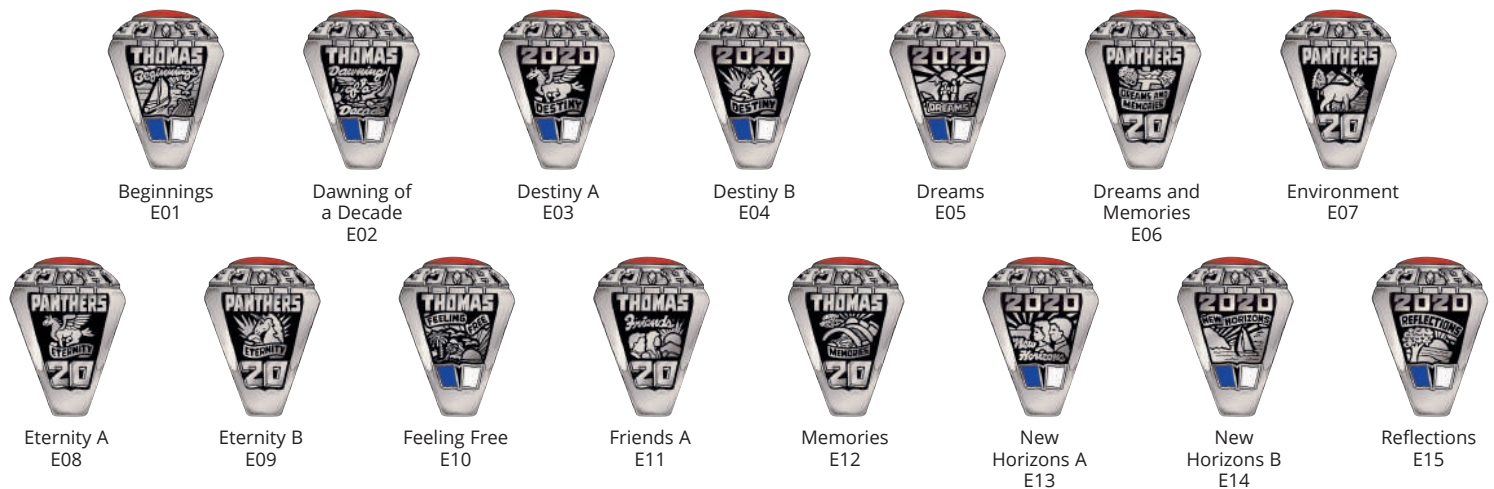 THOMAS
Beginnings
THOMAS
Dawning
Decade
2020
DESTINY
2020
DESTINY
2020
DREAMS
PANTHERS
DREAMS AND
MEMORIES
20
PANTHERS
20
Beginnings
E01
Dawning of
a Decade
E02
Destiny A
E03
Destiny B
E04
Dreams
E05
Dreams and
Memories
E06
Environment
E07
PANTHERS
ETERNITY
20
PANTHERS
ETERNITY
20
THOMAS
FEELING FREE
THOMAS
Friends
20
THOMAS
MEMORIES
20
2020
New
Horizons
2020
NEW HORIZONS
2020
REFLECTIONS
Eternity A
E08
Eternity B
E09
Feeling Free
E10
Friends A
E11
Memories
E12
New
Horizons A
E13
New
Horizons B
E14
Reflections
E15